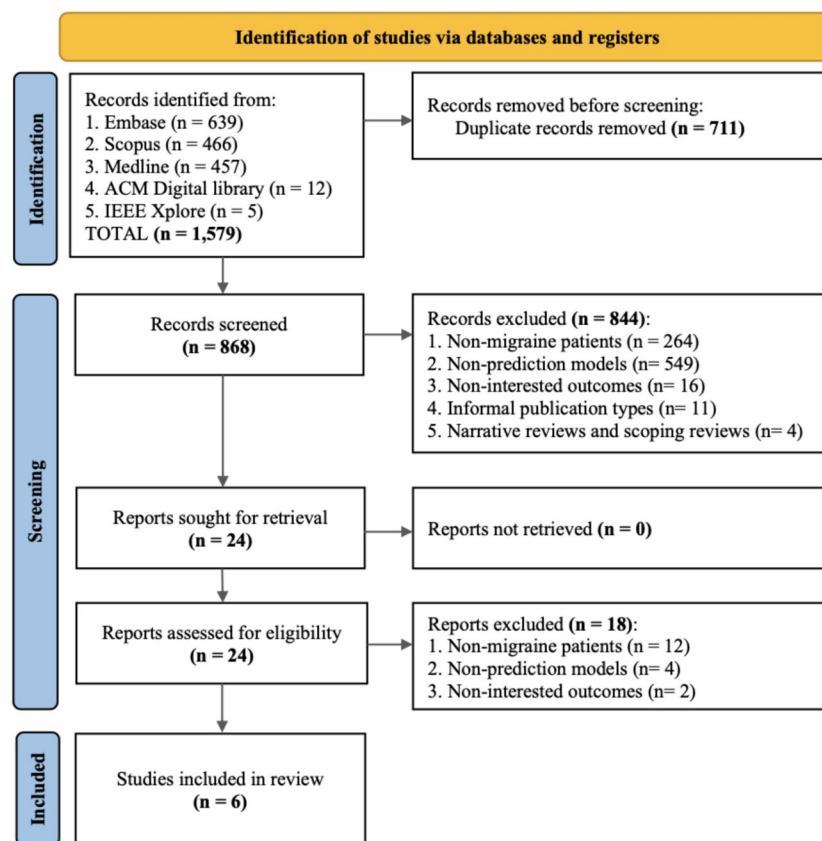 Identification of studies via databases and registers
Identification
Records identified from:
1. Embase (n = 639)
2. Scopus (n = 466)
3. Medline (n = 457)
4. ACM Digital library (n = 12)
5. IEEE Xplore (n = 5)
TOTAL (n = 1,579)
Records removed before screening:
Duplicate records removed (n = 711)
Screening
Records screened
(n = 868)
Records excluded (n = 844):
1. Non-migraine patients (n = 264)
2. Non-prediction models (n= 549)
3. Non-interested outcomes (n= 16)
4. Informal publication types (n= 11)
5. Narrative reviews and scoping reviews (n= 4)
Reports sought for retrieval
(n = 24)
Reports not retrieved (n = 0)
Reports assessed for eligibility
(n = 24)
Reports excluded (n = 18):
1. Non-migraine patients (n = 12)
2. Non-prediction models (n= 4)
3. Non-interested outcomes (n= 2)
Included
Studies included in review
(n = 6)